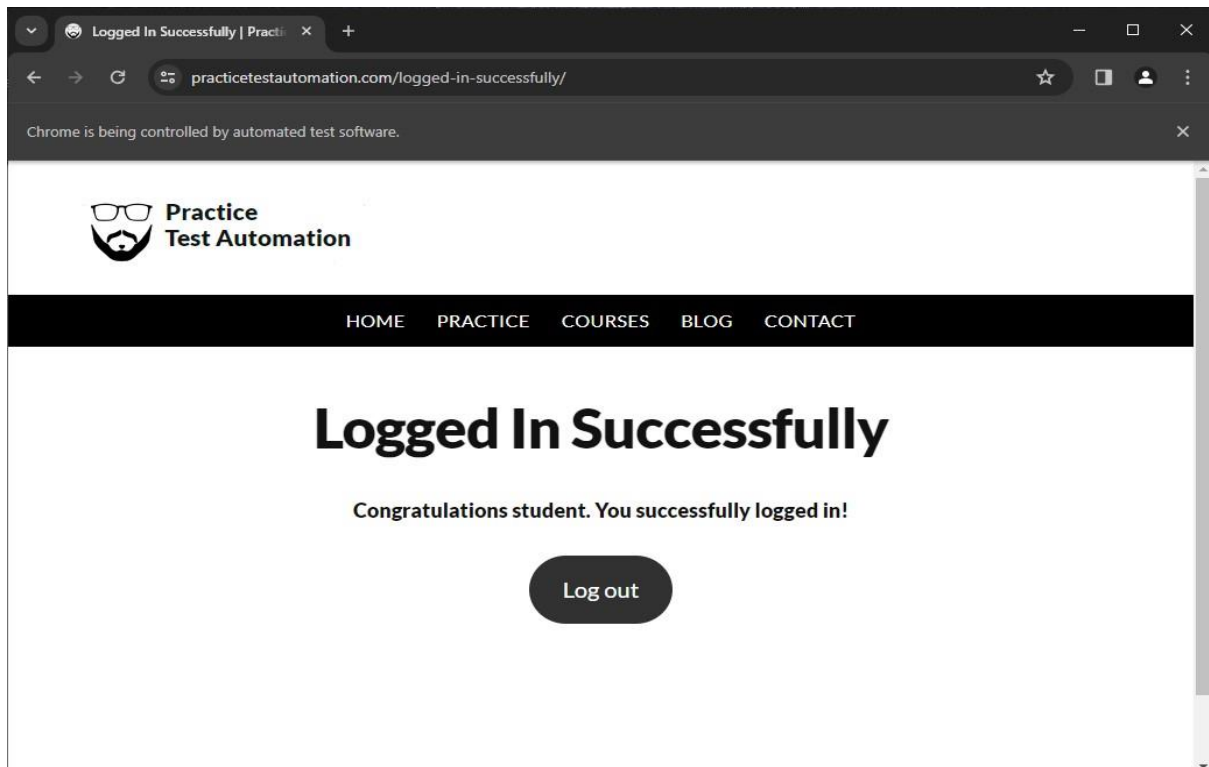 Logged In Successfully | Practi
practicetestautomation.com/logged-in-successfully/
Chrome is being controlled by automated test software.
Practice
Test Automation
HOME PRACTICE COURSES BLOG CONTACT
Logged In Successfully
Congratulations student. You successfully logged in!
Log out